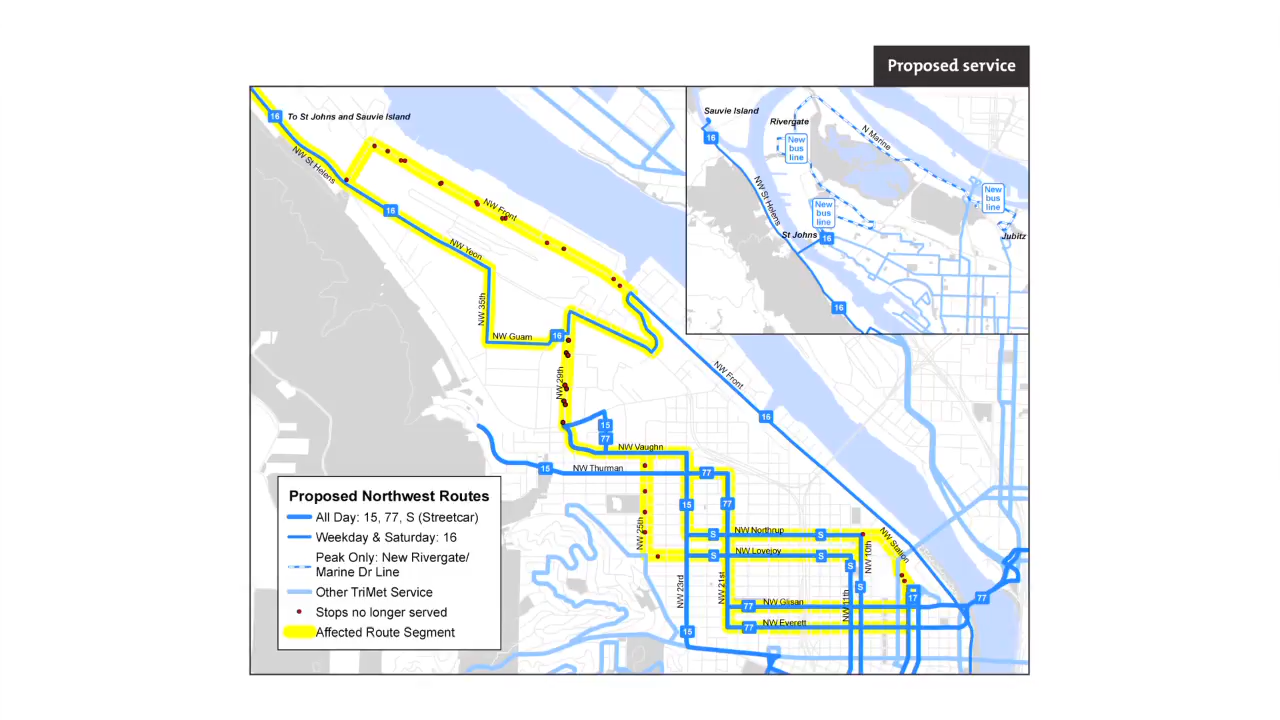 Proposed service
16
To St Johns and Sauvie Island
NW St Helens
16
NW Front
NW Yeon
NW 35th
NW Guam
16
NW 29th
NW Front
16
15
77
NW Vaughn
15
NW Thurman
77
15
77
NW 25th
S
NW Northrup
S
NW Station
S
NW Lovejoy
S
NW 10th
S
S
NW 23rd
NW 21st
NW 11th
77
NW Glisan
17
77
77
NW Everett
15
Sauvie Island
16
Rivergate
New
bus
line
N Marine
NW St Helens
New
bus
line
New
bus
line
St Johns
16
Jubitz
16
Proposed Northwest Routes
All Day: 15, 77, S (Streetcar)
Weekday & Saturday: 16
Peak Only: New Rivergate/
Marine Dr Line
Other TriMet Service
Stops no longer served
Affected Route Segment